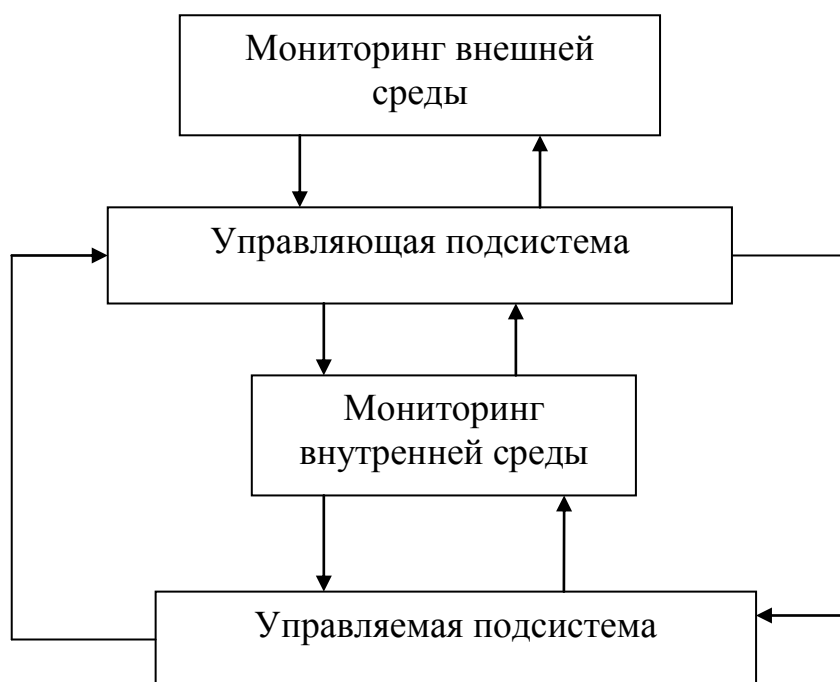 Мониторинг внешней
среды
Управляющая подсистема
Мониторинг
внутренней среды
Управляемая подсистема